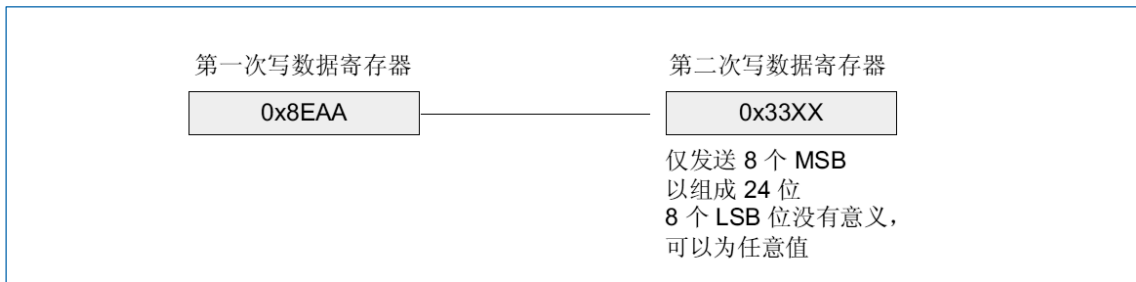 第一次写数据寄存器
第二次写数据寄存器
0x8EAA
0x33XX
仅发送 8 个 MSB
以组成 24 位
8 个 LSB 位没有意义，
可以为任意值